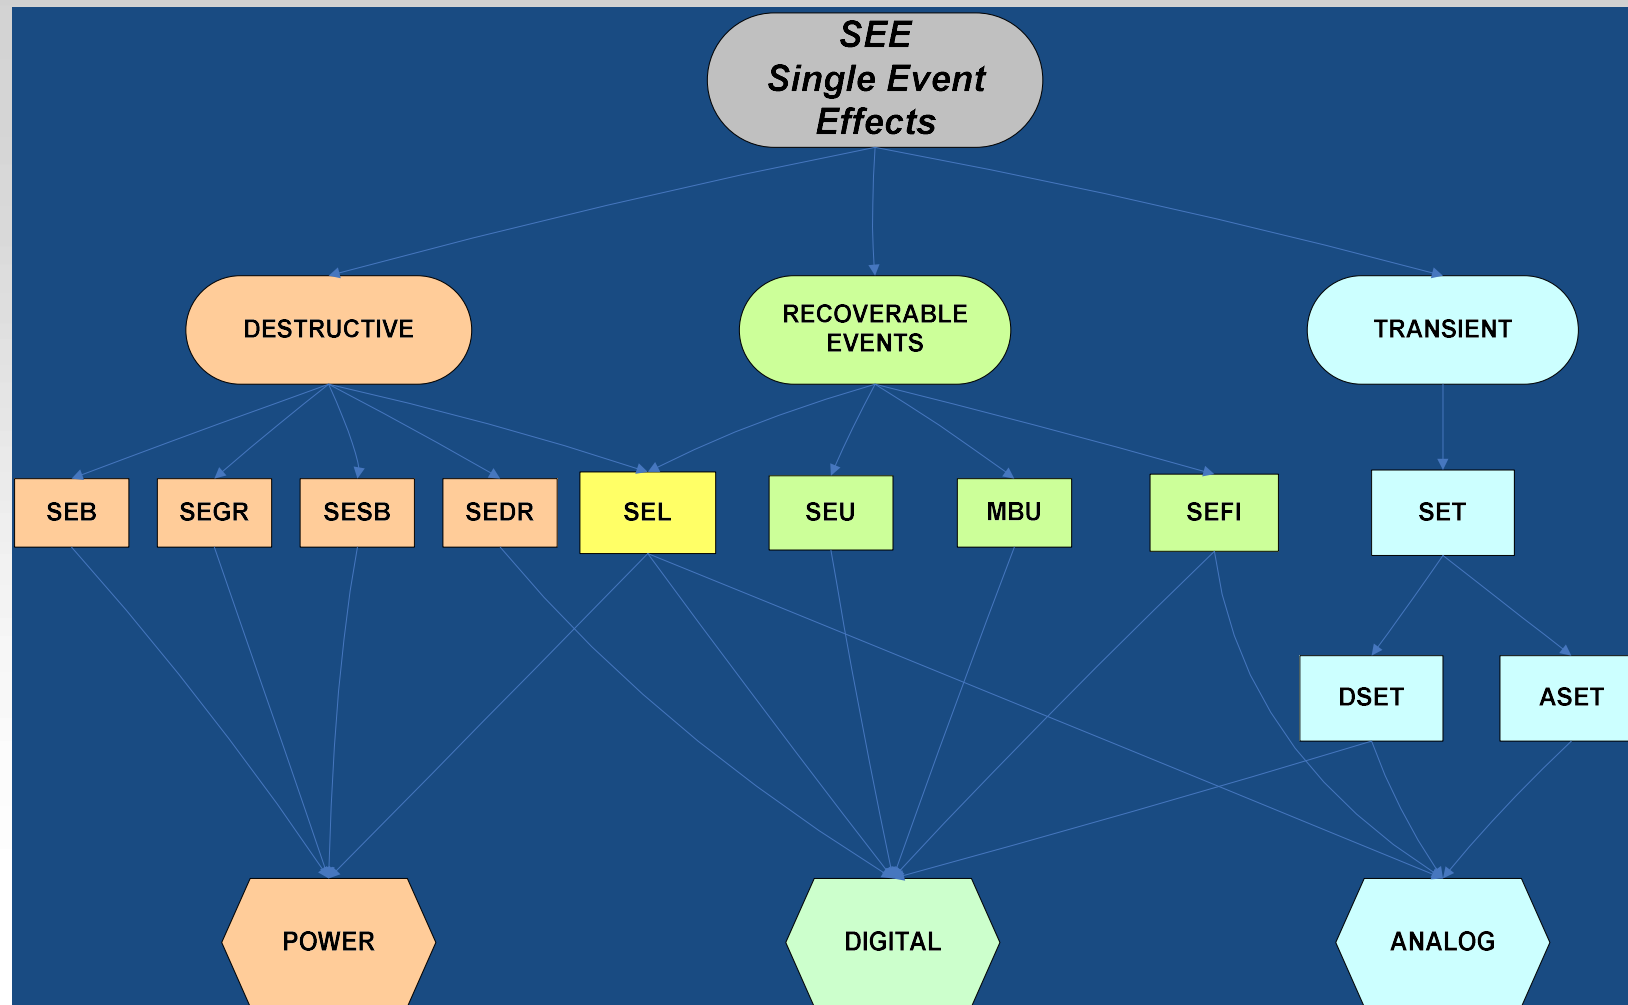 SEE
Single Event
Effects
DESTRUCTIVE
RECOVERABLE
EVENTS
TRANSIENT
SEB
SEGR
SESB
SEDR
SEL
SEU
MBU
SEFI
SET
DSET
ASET
POWER
DIGITAL
ANALOG